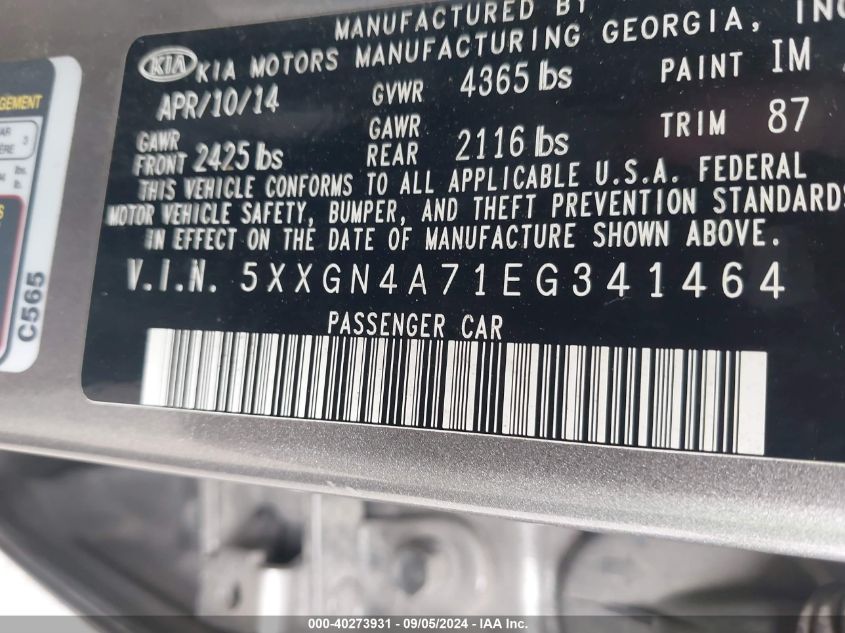 MANUFACTURED BY
KIA KIA MOTORS MANUFACTURING GEORGIA, INC
APR/10/14 GVWR 4365 lbs PAINT IM
GAWR FRONT 2425 lbs GAWR REAR 2116 lbs TRIM 87
THIS VEHICLE CONFORMS TO ALL APPLICABLE U.S.A. FEDERAL
MOTOR VEHICLE SAFETY, BUMPER, AND THEFT PREVENTION STANDARDS
IN EFFECT ON THE DATE OF MANUFACTURE SHOWN ABOVE.
V.I.N. 5XXGN4A71EG341464
PASSENGER CAR
C565
000-40273931 - 09/05/2024 - IAA Inc.